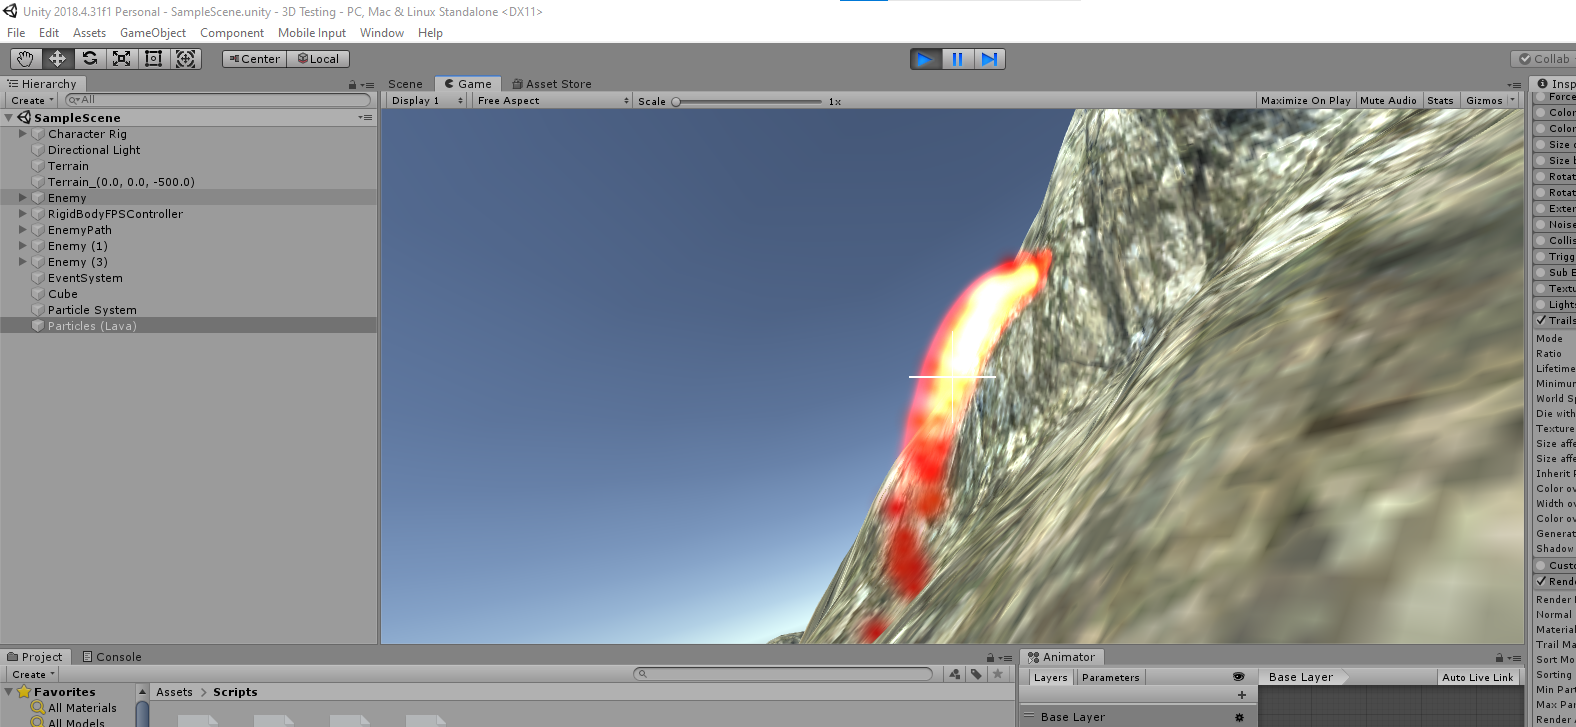 Unity 2018.4.31f1 Personal - SampleScene.unity - 3D Testing - PC, Mac & Linux Standalone <DX11>
File Edit Assets GameObject Component Mobile Input Window Help
Center Local Collab
Hierarchy
Create All
SampleScene
Character Rig
Directional Light
Terrain
Terrain_(0.0, 0.0, -500.0)
Enemy
RigidBodyFPSController
EnemyPath
Enemy (1)
Enemy (3)
EventSystem
Cube
Particle System
Particles (Lava)
Scene Game Asset Store
Display 1 Free Aspect Scale 1x Maximize On Play Mute Audio Stats Gizmos
Insp
Force
Color
Color
Size o
Size b
Rotat
Rotat
Exter
Noise
Collis
Trigg
Sub E
Textu
Lights
Trails
Mode
Ratio
Lifetime
Minimun
World Sp
Die with
Texture
Size affe
Size affe
Inherit P
Color ov
Width ov
Color ov
Generat
Shadow
Custo
Rende
Render I
Normal
Material
Trail Ma
Sort Mo
Sorting
Min Part
Max Par
Render A
Project Console
Create
Favorites
All Materials
All Models
Assets > Scripts
Animator
Layers Parameters Base Layer Auto Live Link
Base Layer